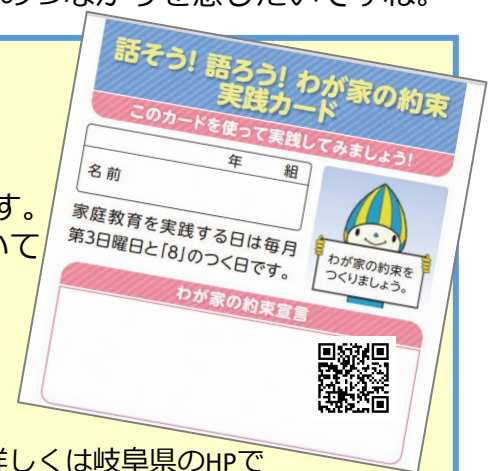 のつながりを感じたいですね。
話そう! 語ろう! わが家の約束
実践カード
このカードを使って実践してみましょう!
年 組
名前
す。
いて
家庭教育を実践する日は毎月
第3日曜日と「8」のつく日です。
わが家の約束を
つくりましょう。
わが家の約束宣言
詳しくは岐阜県のHPで